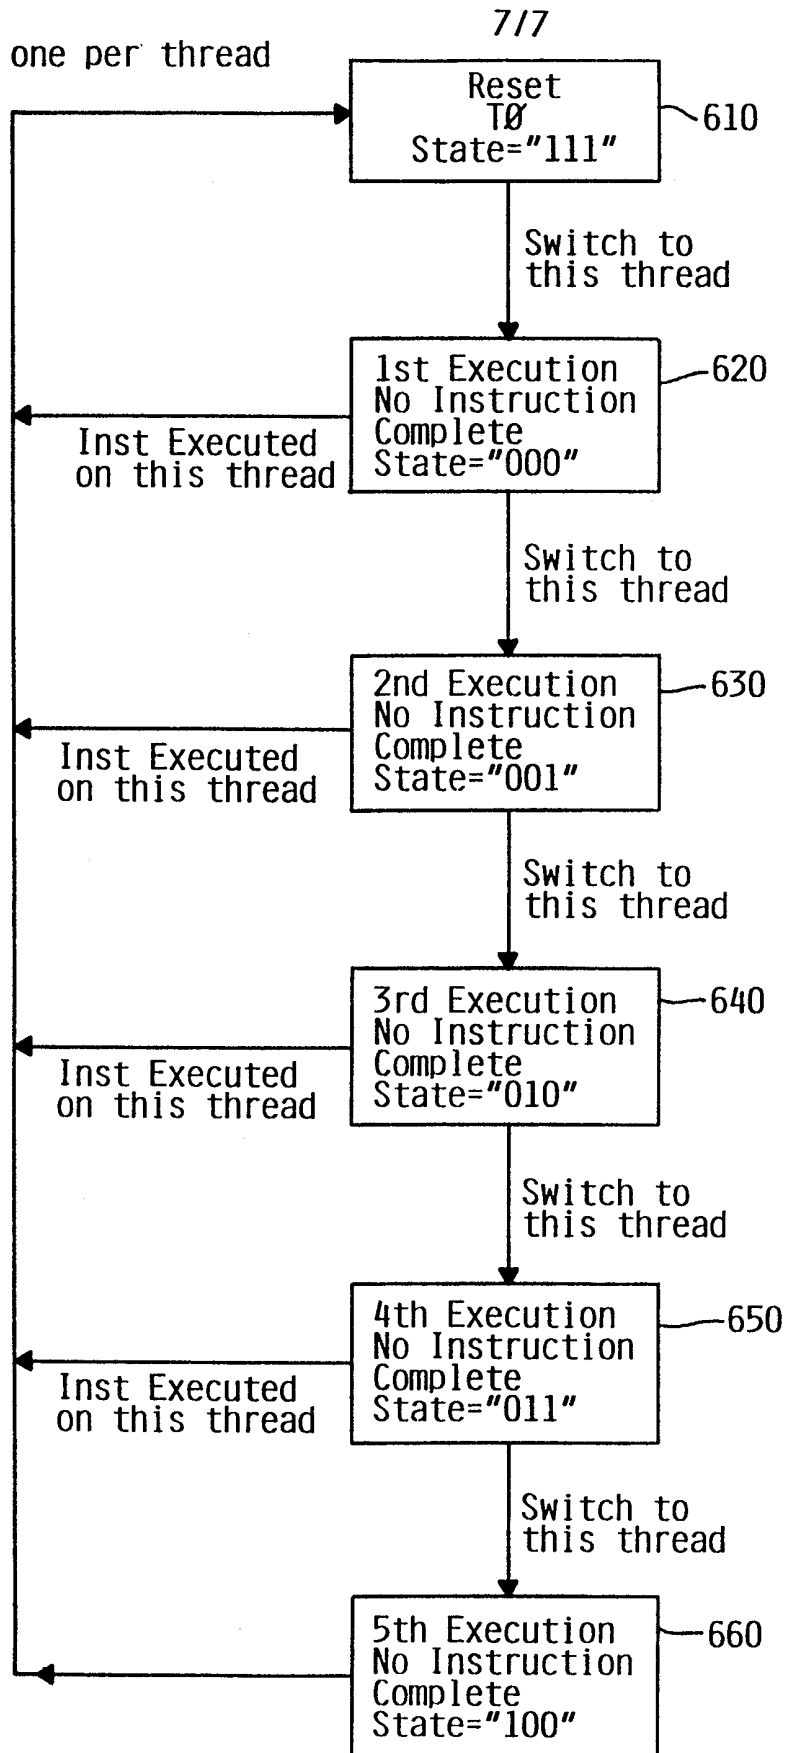 7/7
one per thread
Reset
TØ
State="111"
610
Switch to
this thread
1st Execution
No Instruction
Complete
State="000"
620
Inst Executed
on this thread
Switch to
this thread
2nd Execution
No Instruction
Complete
State="001"
630
Inst Executed
on this thread
Switch to
this thread
3rd Execution
No Instruction
Complete
State="010"
640
Inst Executed
on this thread
Switch to
this thread
4th Execution
No Instruction
Complete
State="011"
650
Inst Executed
on this thread
Switch to
this thread
5th Execution
No Instruction
Complete
State="100"
660